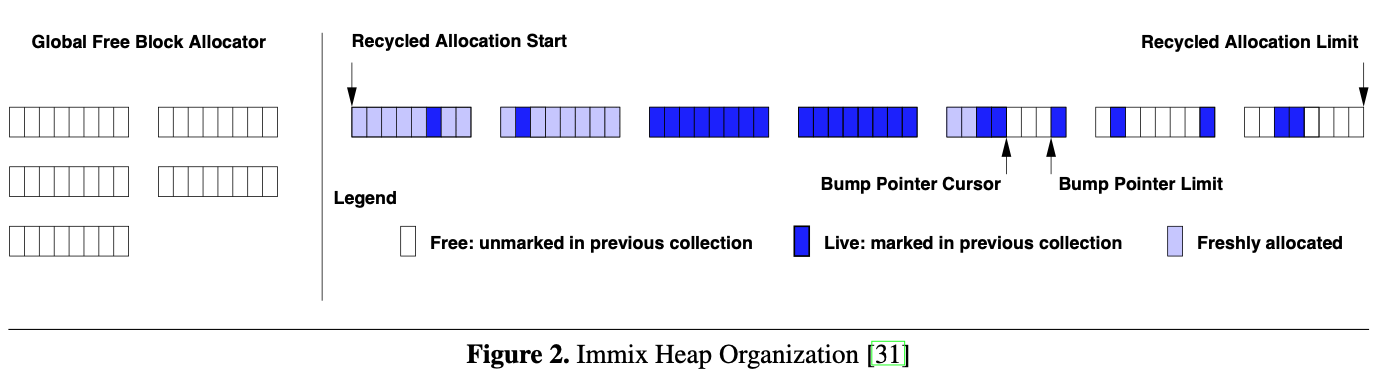 Global Free Block Allocator
Recycled Allocation Start
Recycled Allocation Limit
Bump Pointer Cursor
Bump Pointer Limit
Legend
Free: unmarked in previous collection
Live: marked in previous collection
Freshly allocated
Figure 2. Immix Heap Organization [31]